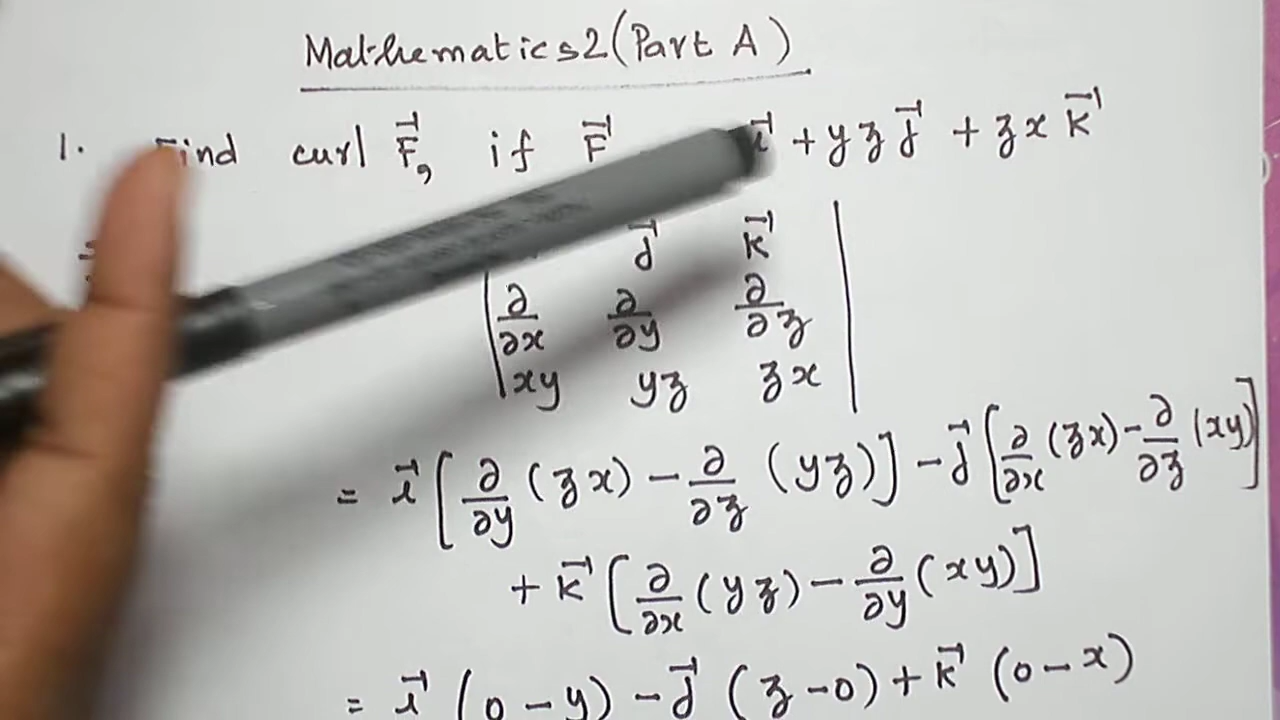 Mathematics2 (Part A)
1. Find curl F⃗, if F⃗ i⃗ + yz j⃗ + zx k⃗
j⃗ k⃗
∂/∂x ∂/∂y ∂/∂z
xy yz zx
= i⃗ [∂/∂y (zx) - ∂/∂z (yz)] - j⃗ [∂/∂x (zx) - ∂/∂z (xy)]
+ k⃗ [∂/∂x (yz) - ∂/∂y (xy)]
= i⃗ (0 - y) - j⃗ (z - 0) + k⃗ (0 - x)